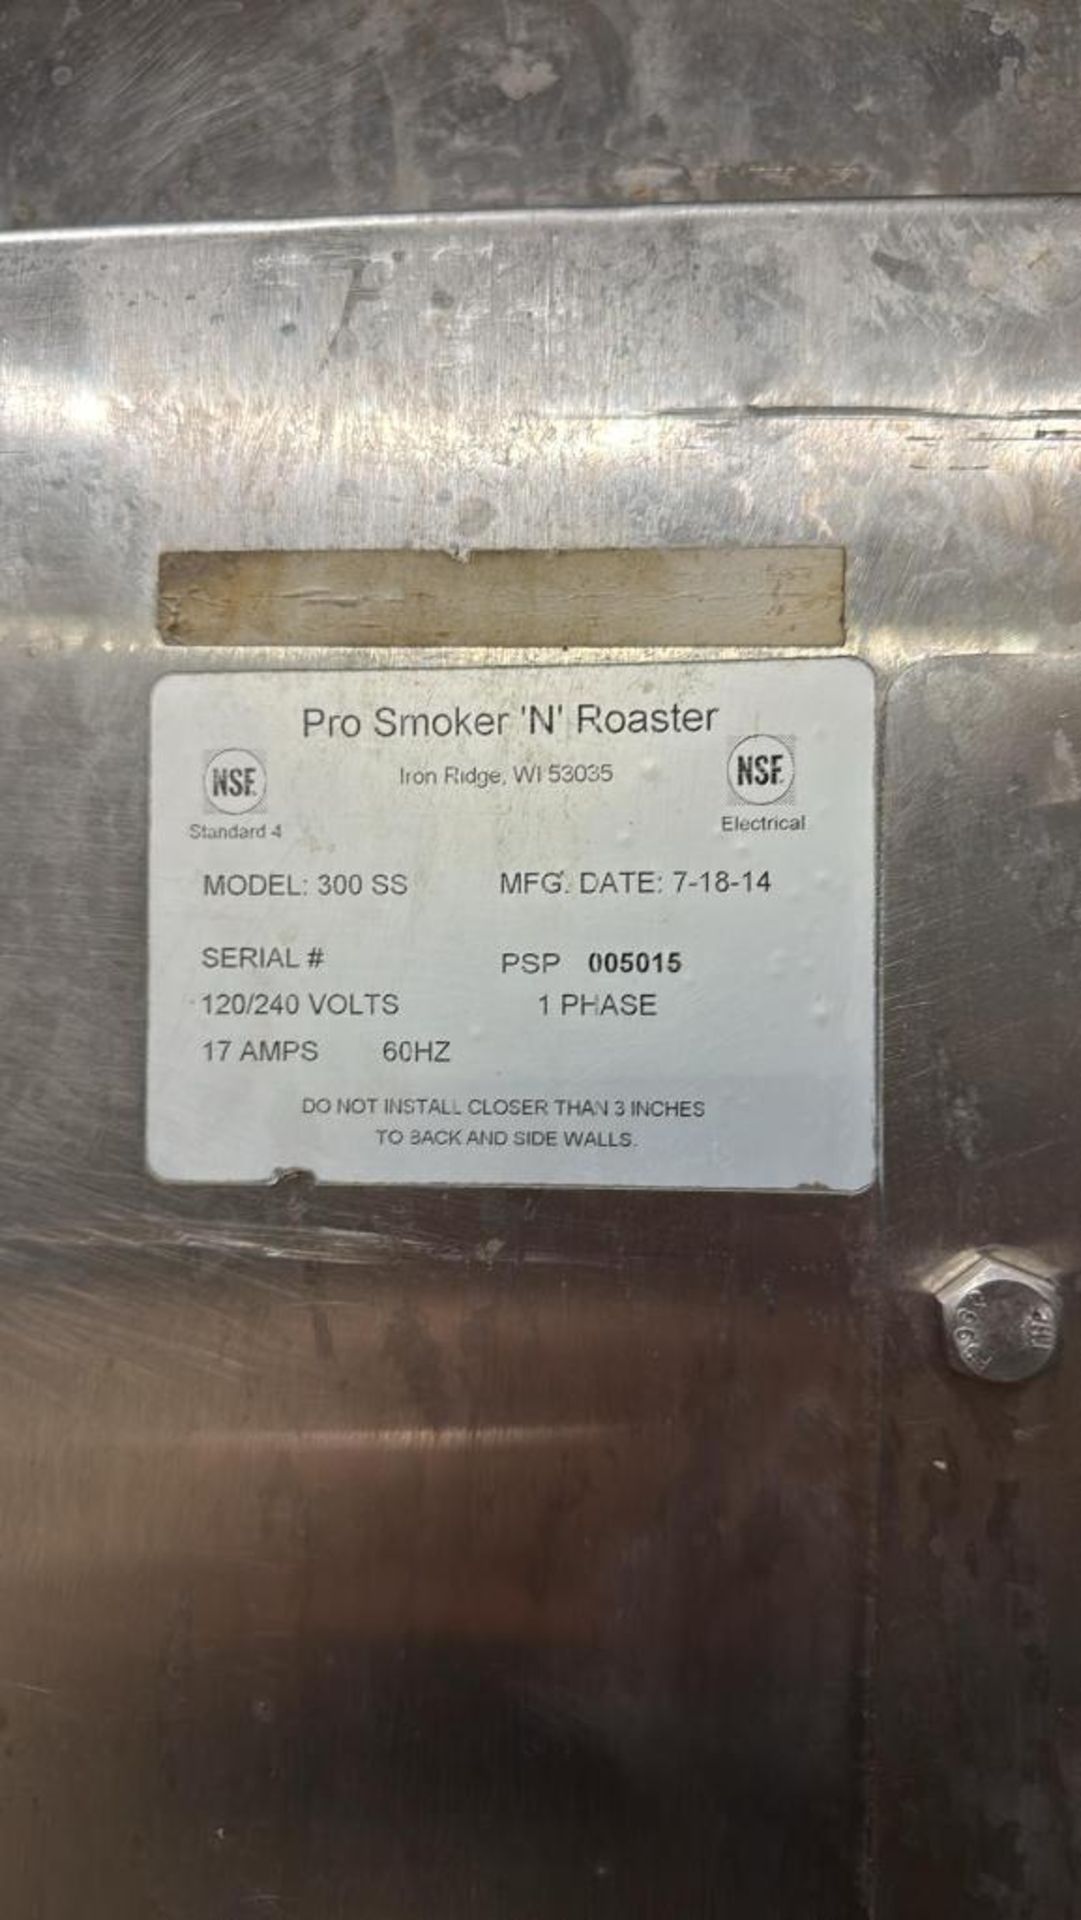 Pro Smoker 'N' Roaster
Iron Ridge, WI 53035
NSF.
Standard 4
NSF.
Electrical
MODEL: 300 SS MFG. DATE: 7-18-14
SERIAL # PSP 005015
120/240 VOLTS 1 PHASE
17 AMPS 60HZ
DO NOT INSTALL CLOSER THAN 3 INCHES
TO BACK AND SIDE WALLS.